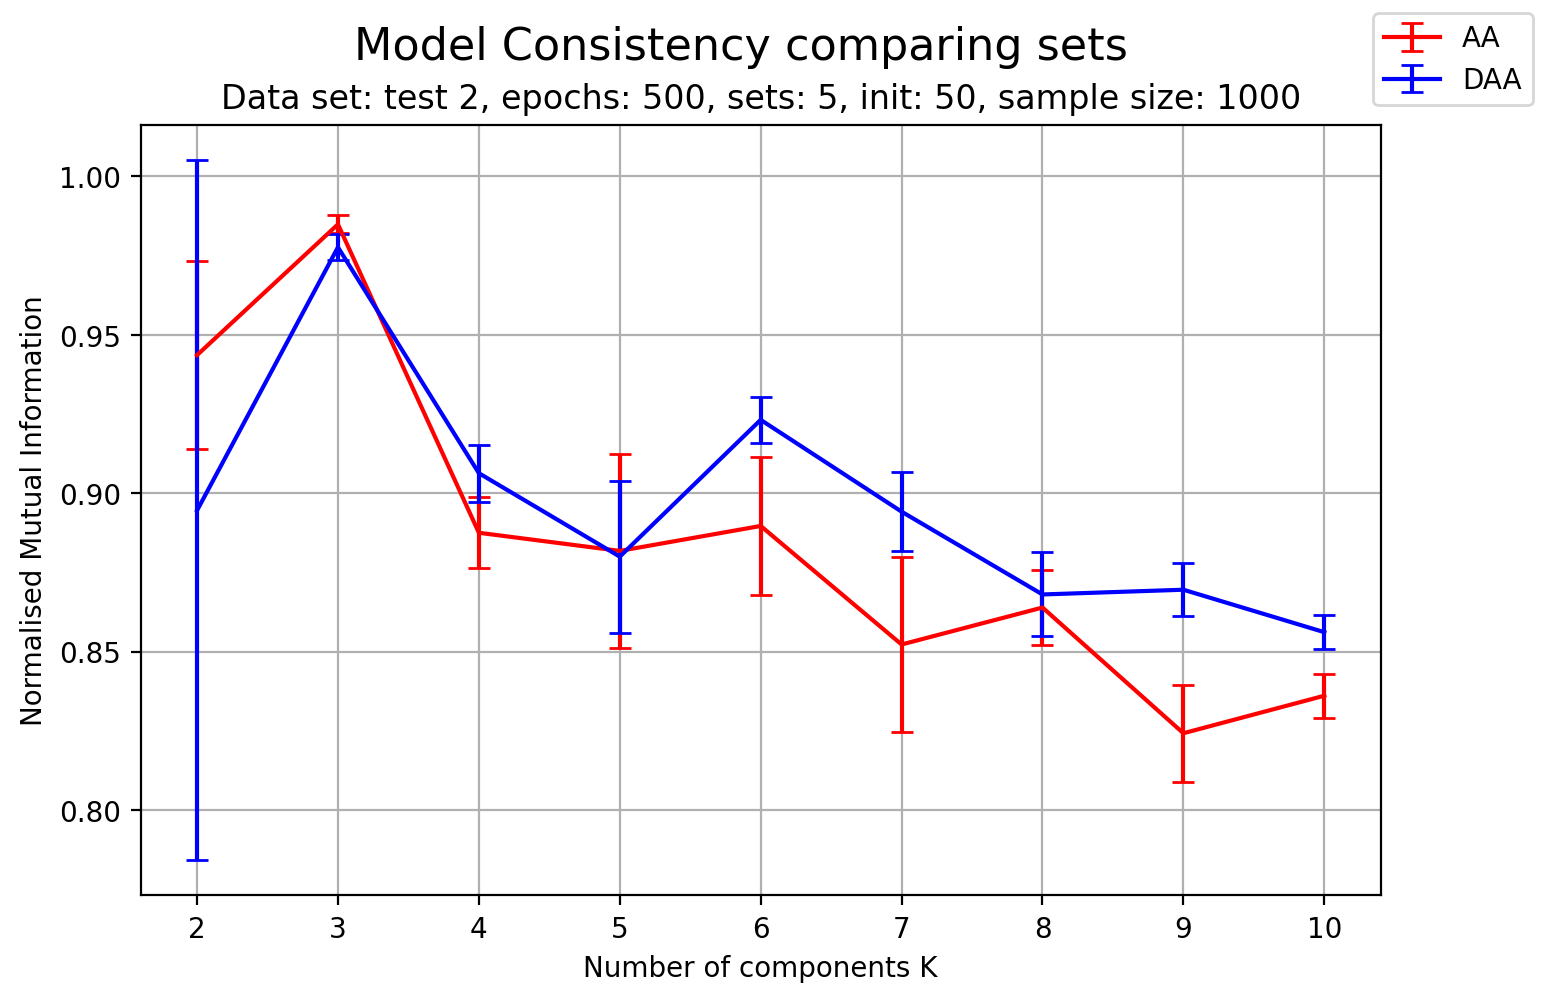 Model Consistency comparing sets
Data set: test 2, epochs: 500, sets: 5, init: 50, sample size: 1000
AA
DAA
Normalised Mutual Information
1.00
0.95
0.90
0.85
0.80
2 3 4 5 6 7 8 9 10
Number of components K